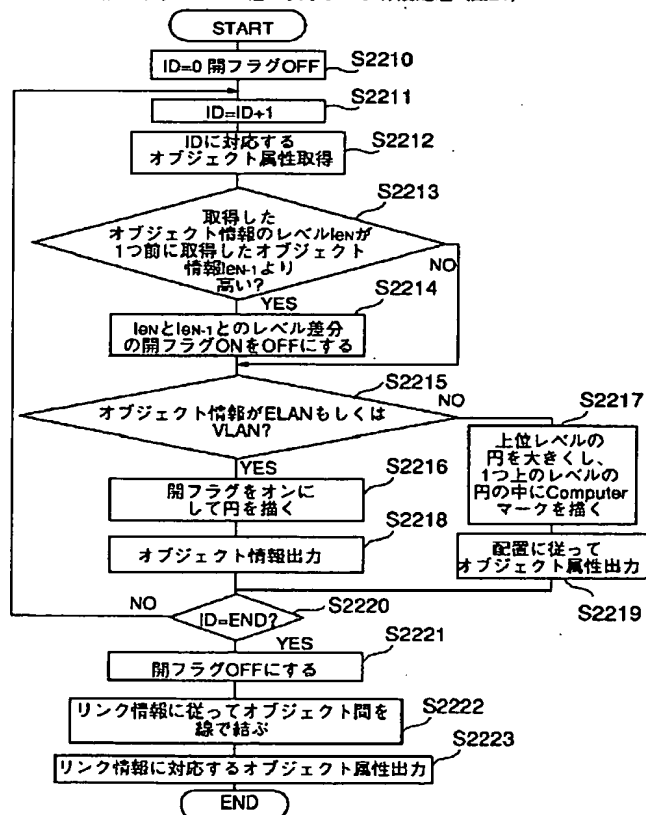 START
ID=0 開フラグOFF
S2210
ID=ID+1
S2211
IDに対応する
オブジェクト属性取得
S2212
取得した
オブジェクト情報のレベルleNが
1つ前に取得したオブジェクト
情報leN-1より
高い?
S2213
NO
YES
S2214
leNとleN-1とのレベル差分
の開フラグONをOFFにする
S2215
オブジェクト情報がELANもしくは
VLAN?
NO
S2217
YES
上位レベルの
円を大きくし、
1つ上のレベルの
円の中にComputer
マークを描く
S2216
開フラグをオンに
して円を描く
S2218
オブジェクト情報出力
配置に従って
オブジェクト属性出力
S2219
NO
S2220
ID=END?
YES
S2221
開フラグOFFにする
リンク情報に従ってオブジェクト間を
線で結ぶ
S2222
S2223
リンク情報に対応するオブジェクト属性出力
END